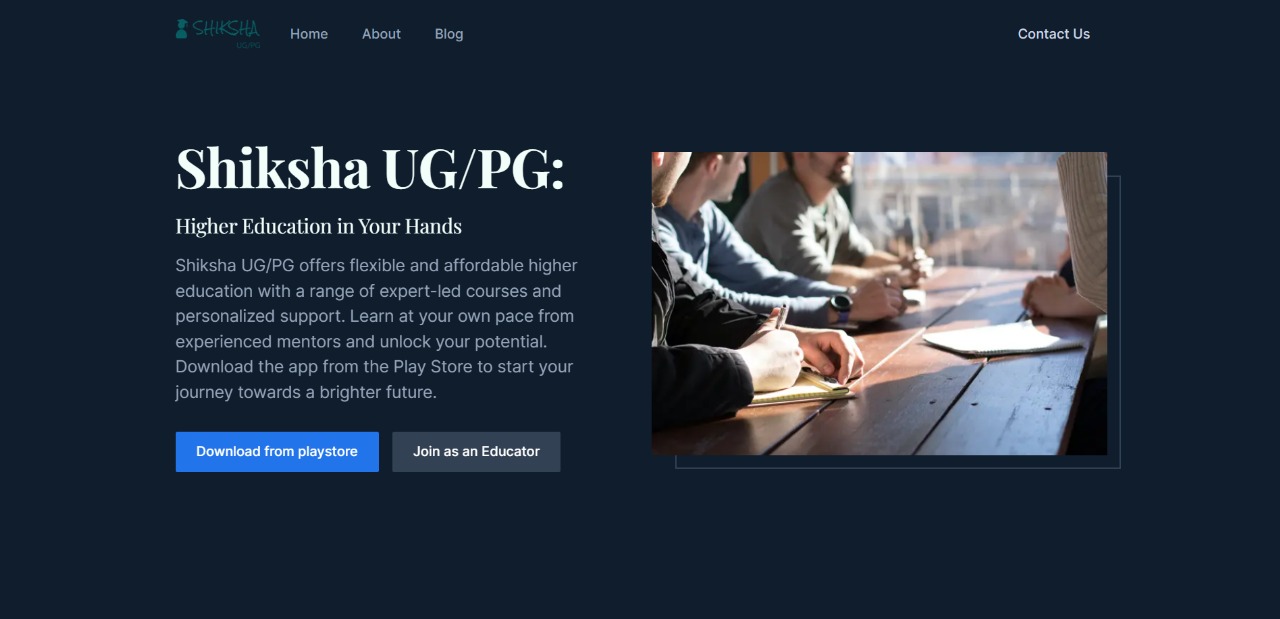 SHIKSHA
UG/PG
Home
About
Blog
Contact Us
Shiksha UG/PG:
Higher Education in Your Hands
Shiksha UG/PG offers flexible and affordable higher
education with a range of expert-led courses and
personalized support. Learn at your own pace from
experienced mentors and unlock your potential.
Download the app from the Play Store to start your
journey towards a brighter future.
Download from playstore
Join as an Educator